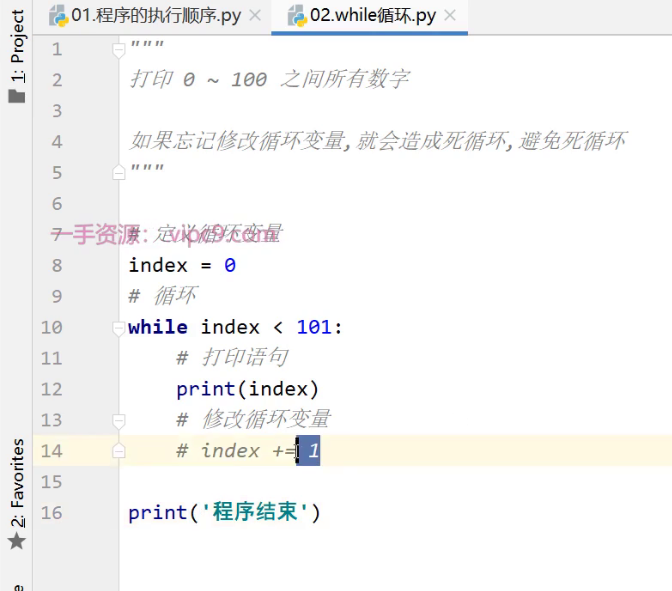 01.程序的执行顺序.py
02.while循环.py
1: Project
2: Favorites
1 """
2 打印 0 ~ 100 之间所有数字
3
4 如果忘记修改循环变量,就会造成死循环,避免死循环
5 """
6
7 # 定义循环变量
一手资源:
8 index = 0
9 # 循环
10 while index < 101:
11 # 打印语句
12 print(index)
13 # 修改循环变量
14 # index += 1
15
16 print('程序结束')